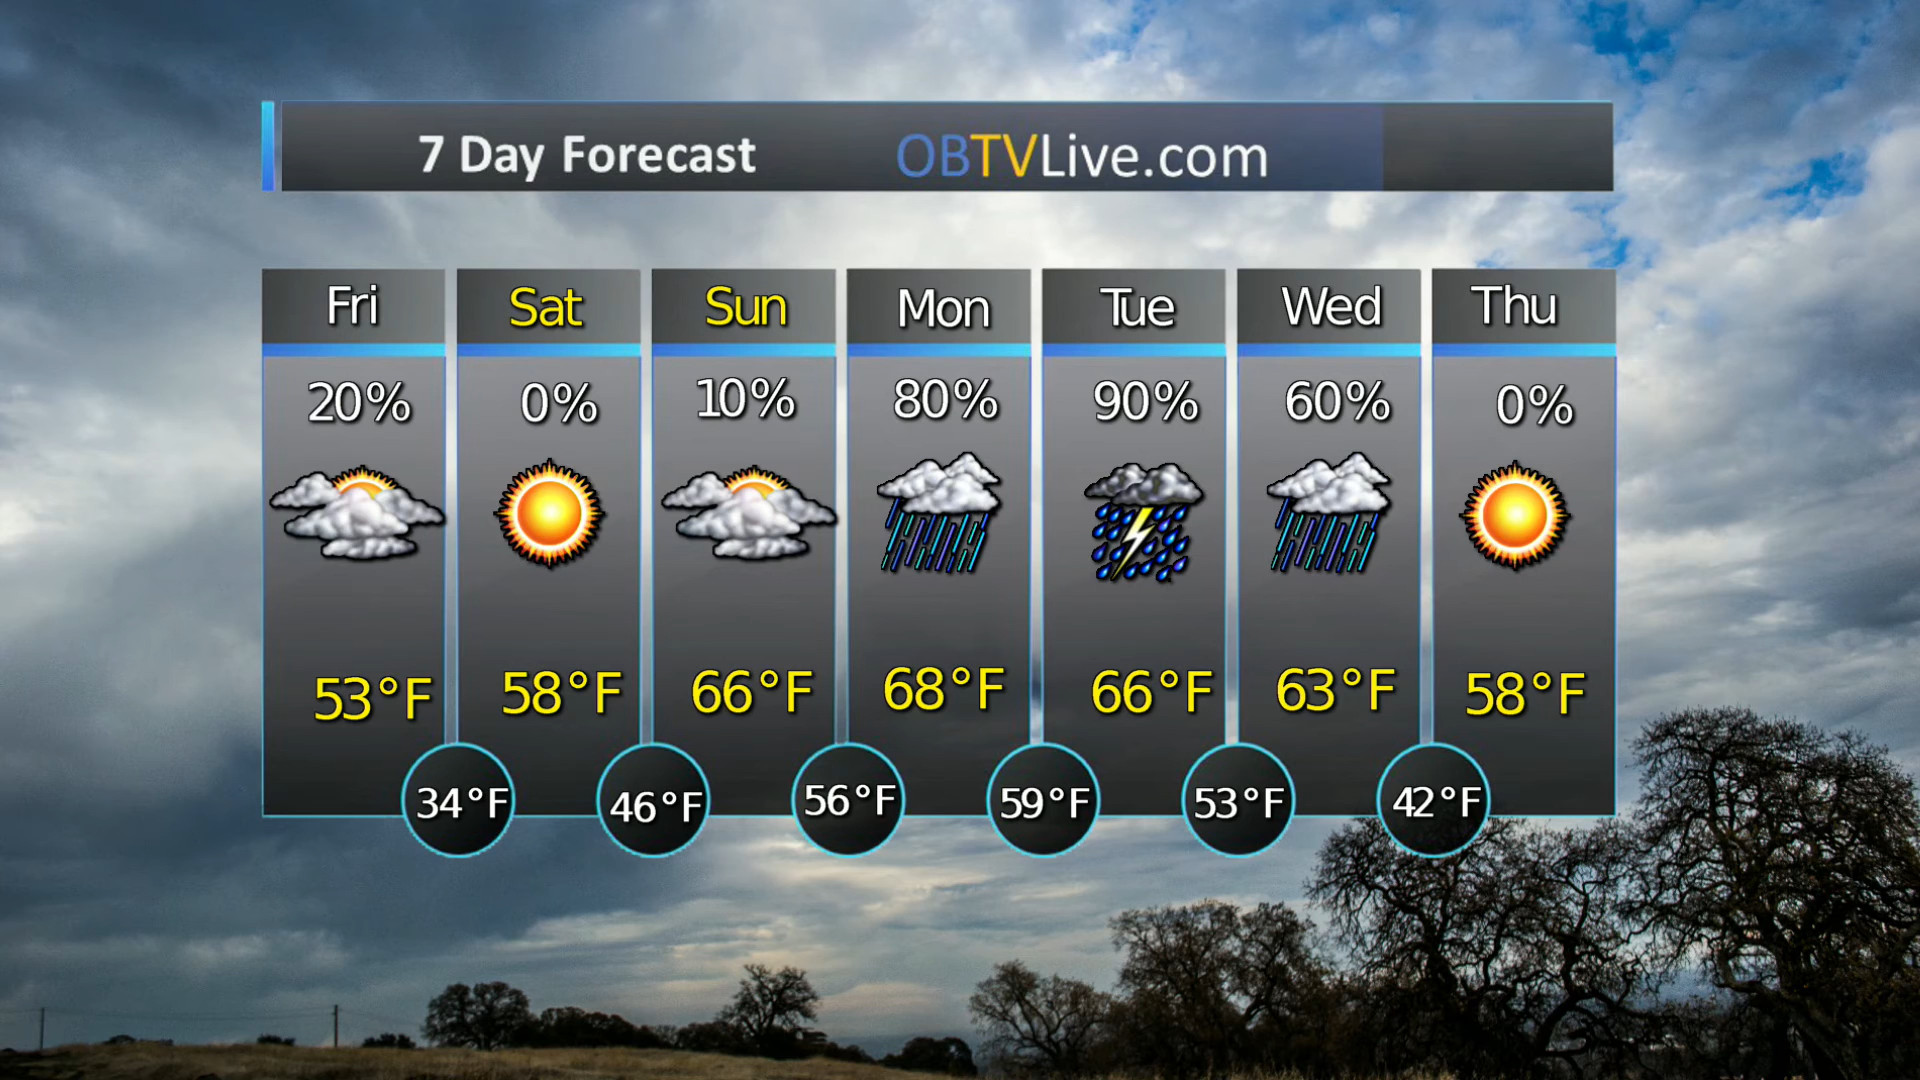 7 Day Forecast OBTVLive.com
Fri Sat Sun Mon Tue Wed Thu
20% 0% 10% 80% 90% 60% 0%
53°F 58°F 66°F 68°F 66°F 63°F 58°F
34°F 46°F 56°F 59°F 53°F 42°F